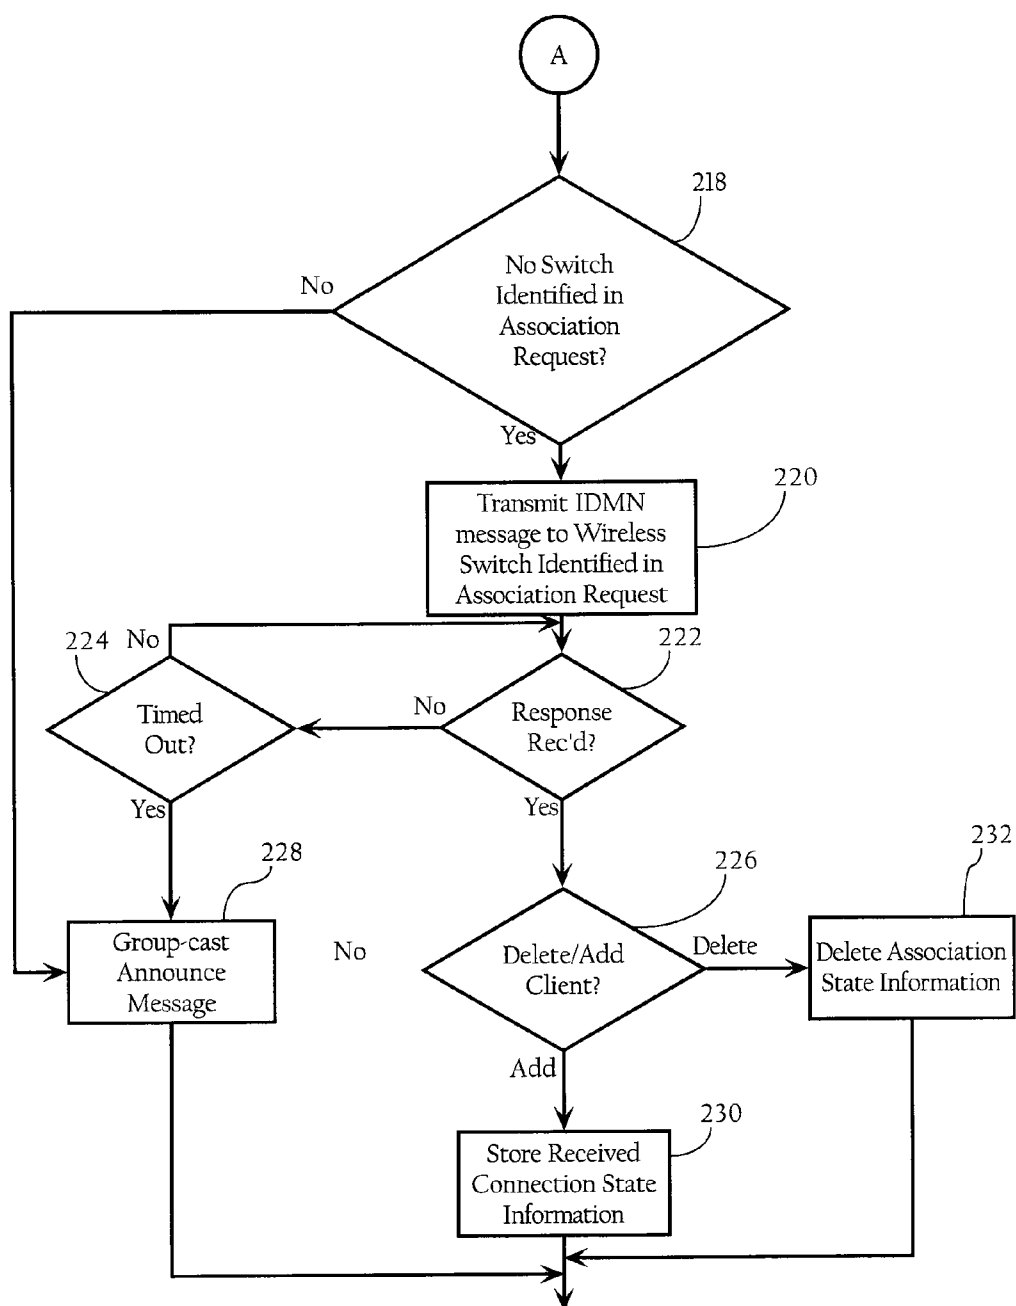 A
218
No Switch
Identified in
Association
Request?
No
Yes
220
Transmit IDMN
message to Wireless
Switch Identified in
Association Request
224
No
222
Timed
Out?
No
Response
Rec'd?
Yes
Yes
228
226
232
Group-cast
Announce
Message
No
Delete/Add
Client?
Delete
Delete Association
State Information
Add
230
Store Received
Connection State
Information